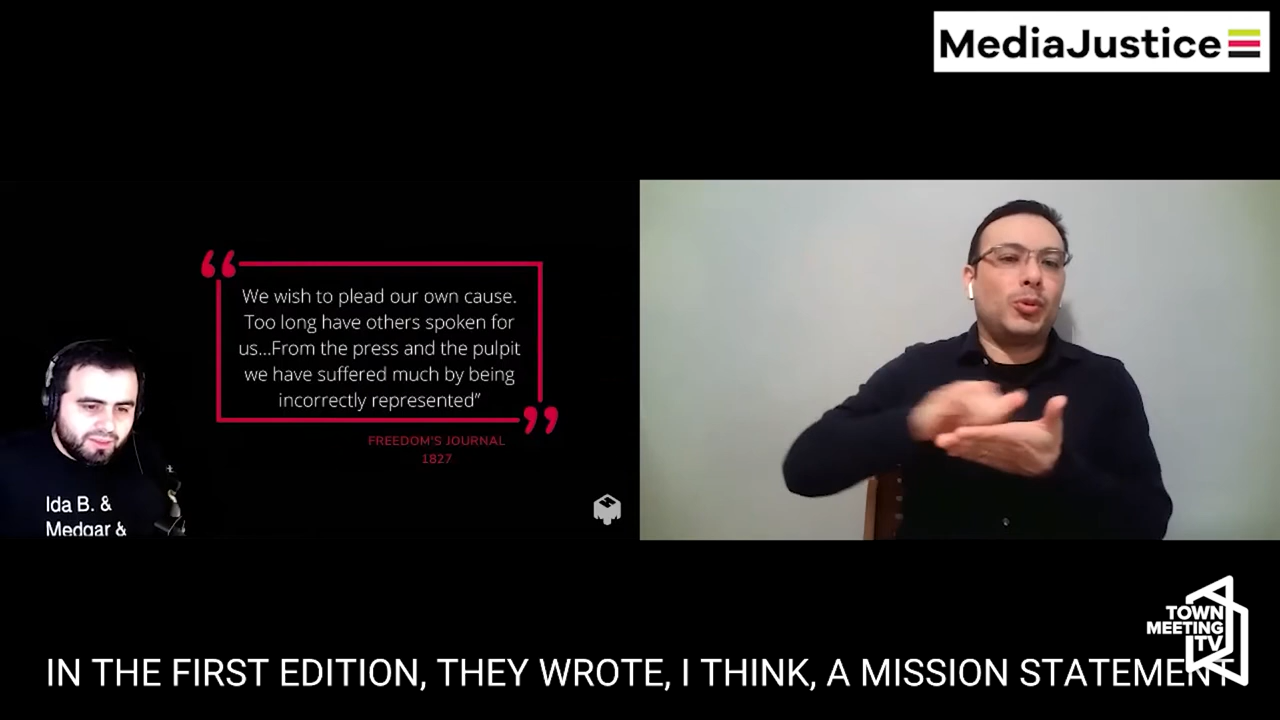 MediaJustice
“
We wish to plead our own cause.
Too long have others spoken for
us...From the press and the pulpit
we have suffered much by being
incorrectly represented”
”
FREEDOM'S JOURNAL
1827
Ida B. &
Medgar &
TOWN
MEETING
TV
IN THE FIRST EDITION, THEY WROTE, I THINK, A MISSION STATEMENT